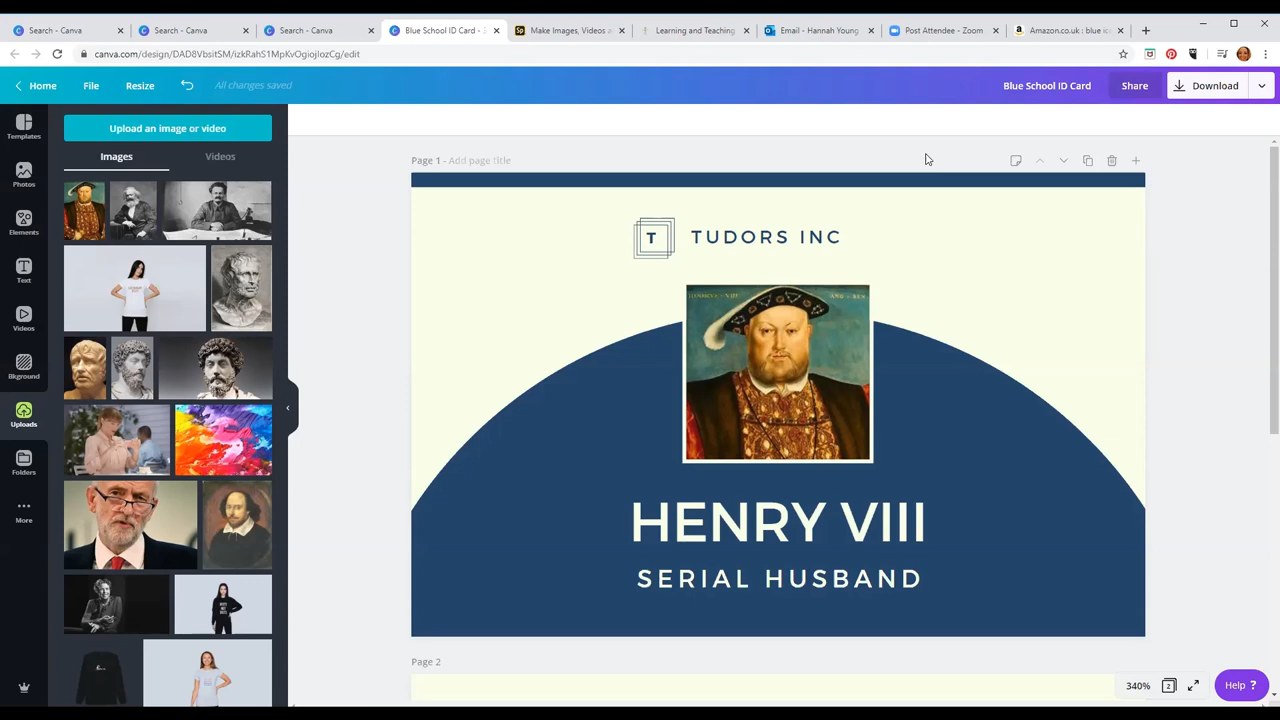 Search - Canva
Search - Canva
Search - Canva
Blue School ID Card -
Make Images, Videos a
Learning and Teaching
Email - Hannah Young
Post Attendee - Zoom
Amazon.co.uk : blue ic
canva.com/design/DAD8VbsitSM/izkRahS1MpKvOgiojIozCg/edit
Home
File
Resize
All changes saved
Blue School ID Card
Share
Download
Templates
Photos
Elements
Text
Videos
Bkground
Uploads
Folders
More
Upload an image or video
Images
Videos
Page 1 - Add page title
T
TUDORS INC
HENRY VIII
SERIAL HUSBAND
Page 2
340%
2
Help ?